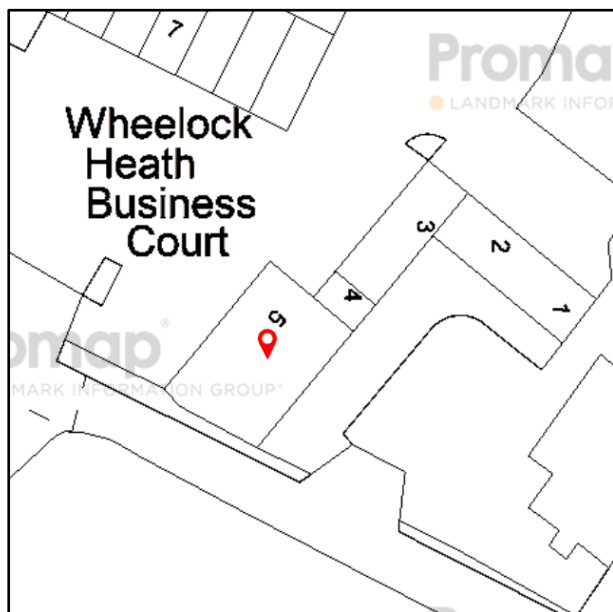 7
Promap
LANDMARK INFOR
Wheelock
Heath
Business
Court
3
2
4
1
5
omap®
MARK INFORMATION GROUP®